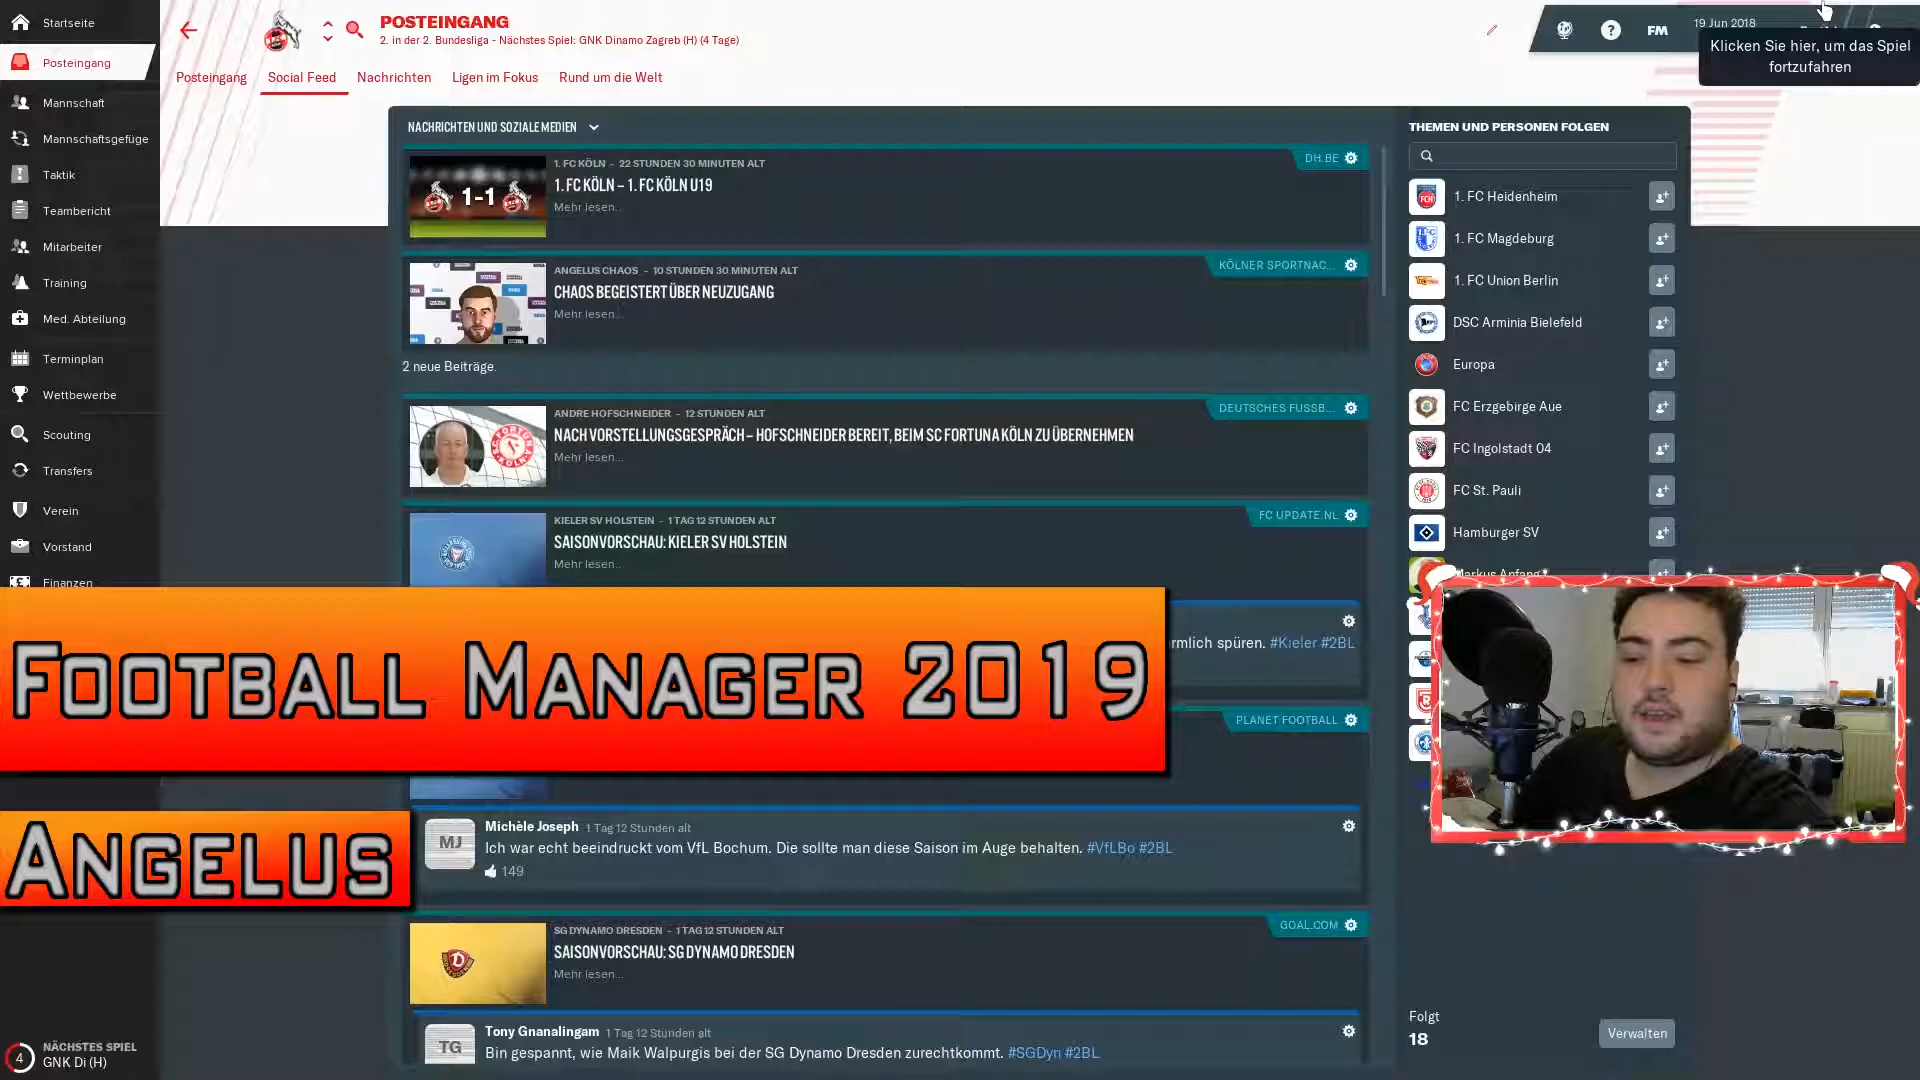 Startseite
Posteingang
Mannschaft
Mannschaftsgefüge
Taktik
Teambericht
Mitarbeiter
Training
Med. Abteilung
Terminplan
Wettbewerbe
Scouting
Transfers
Verein
Vorstand
Finanzen
4
NÄCHSTES SPIEL
GNK Di (H)
POSTEINGANG
2. in der 2. Bundesliga - Nächstes Spiel: GNK Dinamo Zagreb (H) (4 Tage)
Posteingang Social Feed Nachrichten Ligen im Fokus Rund um die Welt
? FM 19 Jun 2018
Klicken Sie hier, um das Spiel
fortzufahren
NACHRICHTEN UND SOZIALE MEDIEN
1. FC KÖLN - 22 STUNDEN 30 MINUTEN ALT
DH.BE
1-1
1. FC KÖLN – 1. FC KÖLN U19
Mehr lesen...
ANGELUS CHAOS - 10 STUNDEN 30 MINUTEN ALT
KÖLNER SPORTNAC...
CHAOS BEGEISTERT ÜBER NEUZUGANG
Mehr lesen...
2 neue Beiträge.
ANDRE HOFSCHNEIDER - 12 STUNDEN ALT
DEUTSCHES FUSSB...
NACH VORSTELLUNGSGESPRÄCH – HOFSCHNEIDER BEREIT, BEIM SC FORTUNA KÖLN ZU ÜBERNEHMEN
Mehr lesen...
KIELER SV HOLSTEIN - 1 TAG 12 STUNDEN ALT
FC UPDATE.NL
SAISONVORSCHAU: KIELER SV HOLSTEIN
Mehr lesen...
rmlich spüren. #Kieler #2BL
PLANET FOOTBALL
FOOTBALL MANAGER 2019
ANGELUS
MJ
Michèle Joseph 1 Tag 12 Stunden alt
Ich war echt beeindruckt vom VfL Bochum. Die sollte man diese Saison im Auge behalten. #VfLBo #2BL
149
SG DYNAMO DRESDEN - 1 TAG 12 STUNDEN ALT
GOAL.COM
SAISONVORSCHAU: SG DYNAMO DRESDEN
Mehr lesen...
TG
Tony Gnanalingam 1 Tag 12 Stunden alt
Bin gespannt, wie Maik Walpurgis bei der SG Dynamo Dresden zurechtkommt. #SGDyn #2BL
THEMEN UND PERSONEN FOLGEN
1. FC Heidenheim
1. FC Magdeburg
1. FC Union Berlin
DSC Arminia Bielefeld
Europa
FC Erzgebirge Aue
FC Ingolstadt 04
FC St. Pauli
Hamburger SV
Markus Anfang
Folgt
18
Verwalten